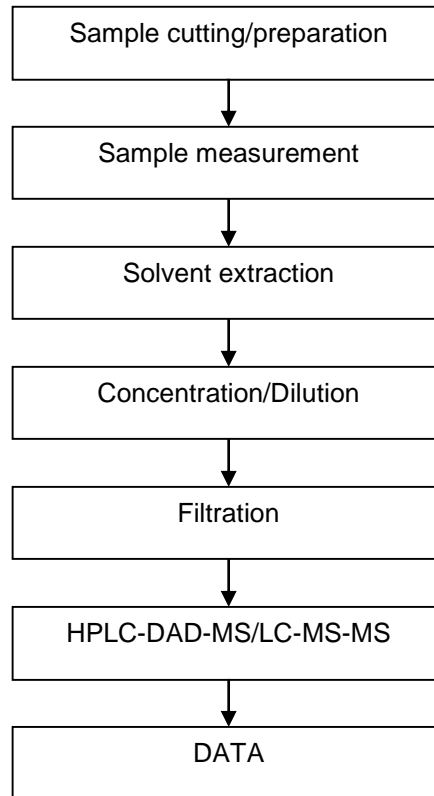 Sample cutting/preparation
Sample measurement
Solvent extraction
Concentration/Dilution
Filtration
HPLC-DAD-MS/LC-MS-MS
DATA